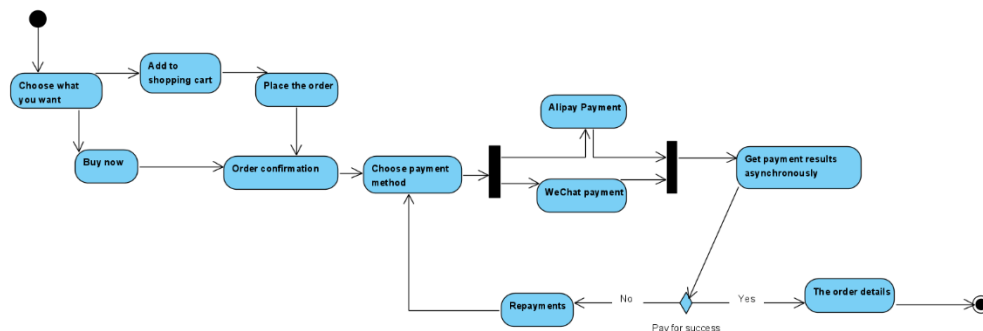 Add to
shopping cart
Choose what
you want
Place the order
Alipay Payment
Buy now
Order confirmation
Choose payment
method
WeChat payment
Get payment results
asynchronously
Repayments
No
Yes
The order details
Pay for success